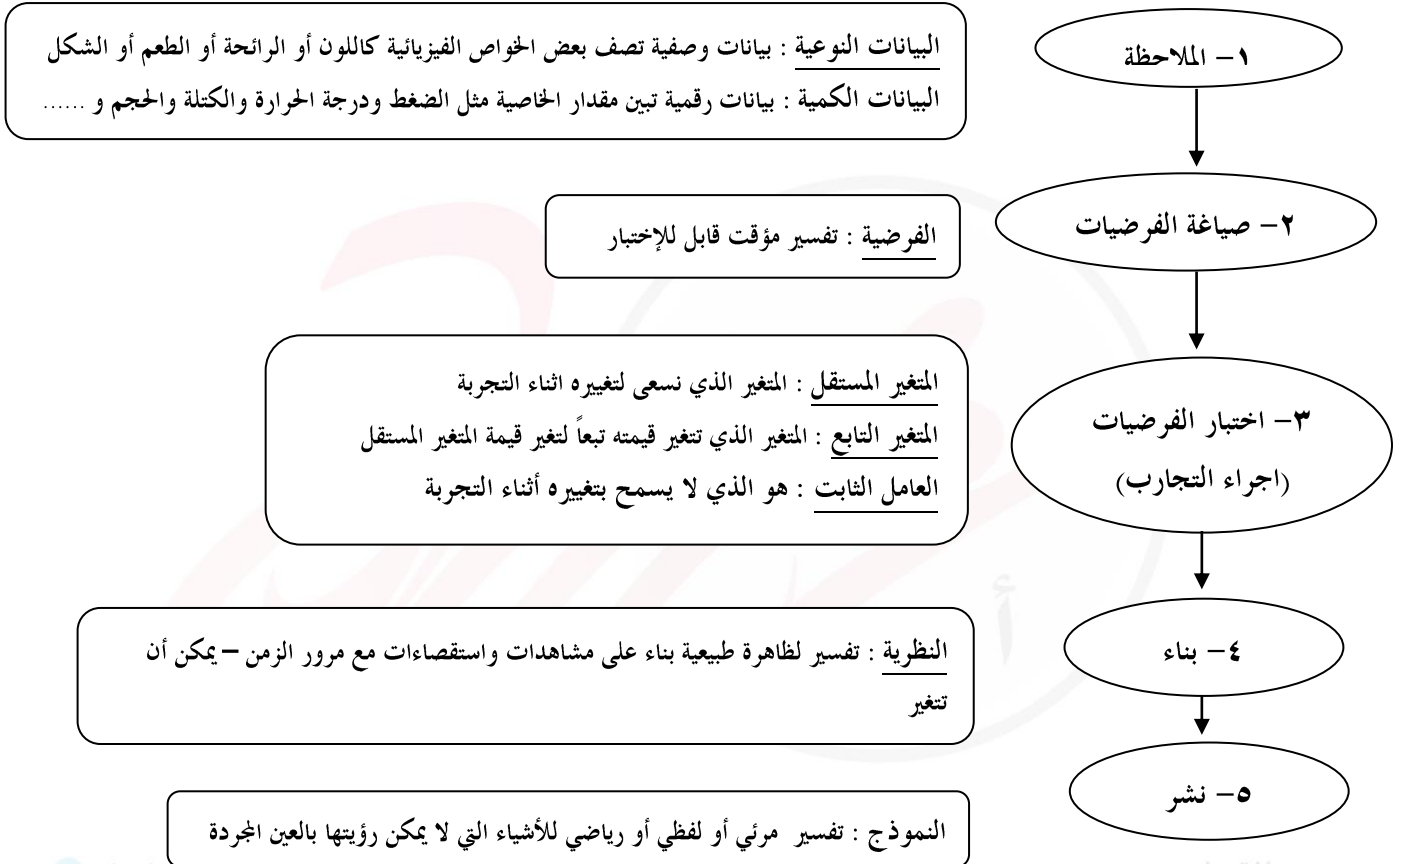 ١– الملاحظة
البيانات النوعية : بيانات وصفية تصف بعض الخواص الفيزيائية كاللون أو الرائحة أو الطعم أو الشكل
البيانات الكمية : بيانات رقمية تبين مقدار الخاصية مثل الضغط ودرجة الحرارة والكتلة والحجم و ......
٢– صياغة الفرضيات
الفرضية : تفسير مؤقت قابل للإختبار
٣– اختبار الفرضيات
(اجراء التجارب)
المتغير المستقل : المتغير الذي نسعى لتغييره اثناء التجربة
المتغير التابع : المتغير الذي تتغير قيمته تبعاً لتغير قيمة المتغير المستقل
العامل الثابت : هو الذي لا يسمح بتغييره أثناء التجربة
٤– بناء
النظرية : تفسير لظاهرة طبيعية بناء على مشاهدات واستقصاءات مع مرور الزمن – يمكن أن
تتغير
٥– نشر
النموذج : تفسير مرئي أو لفظي أو رياضي للأشياء التي لا يمكن رؤيتها بالعين المجردة